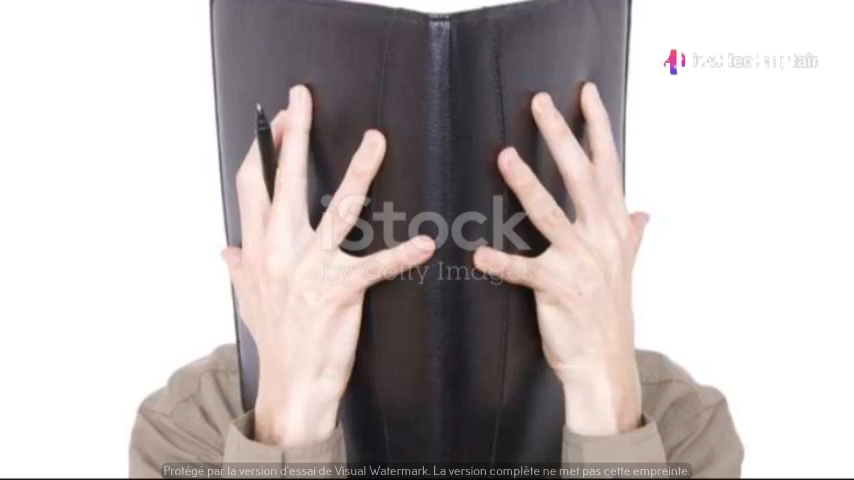 iStock
by Getty Images
Protégé par la version d'essai de Visual Watermark. La version complète ne met pas cette empreinte.